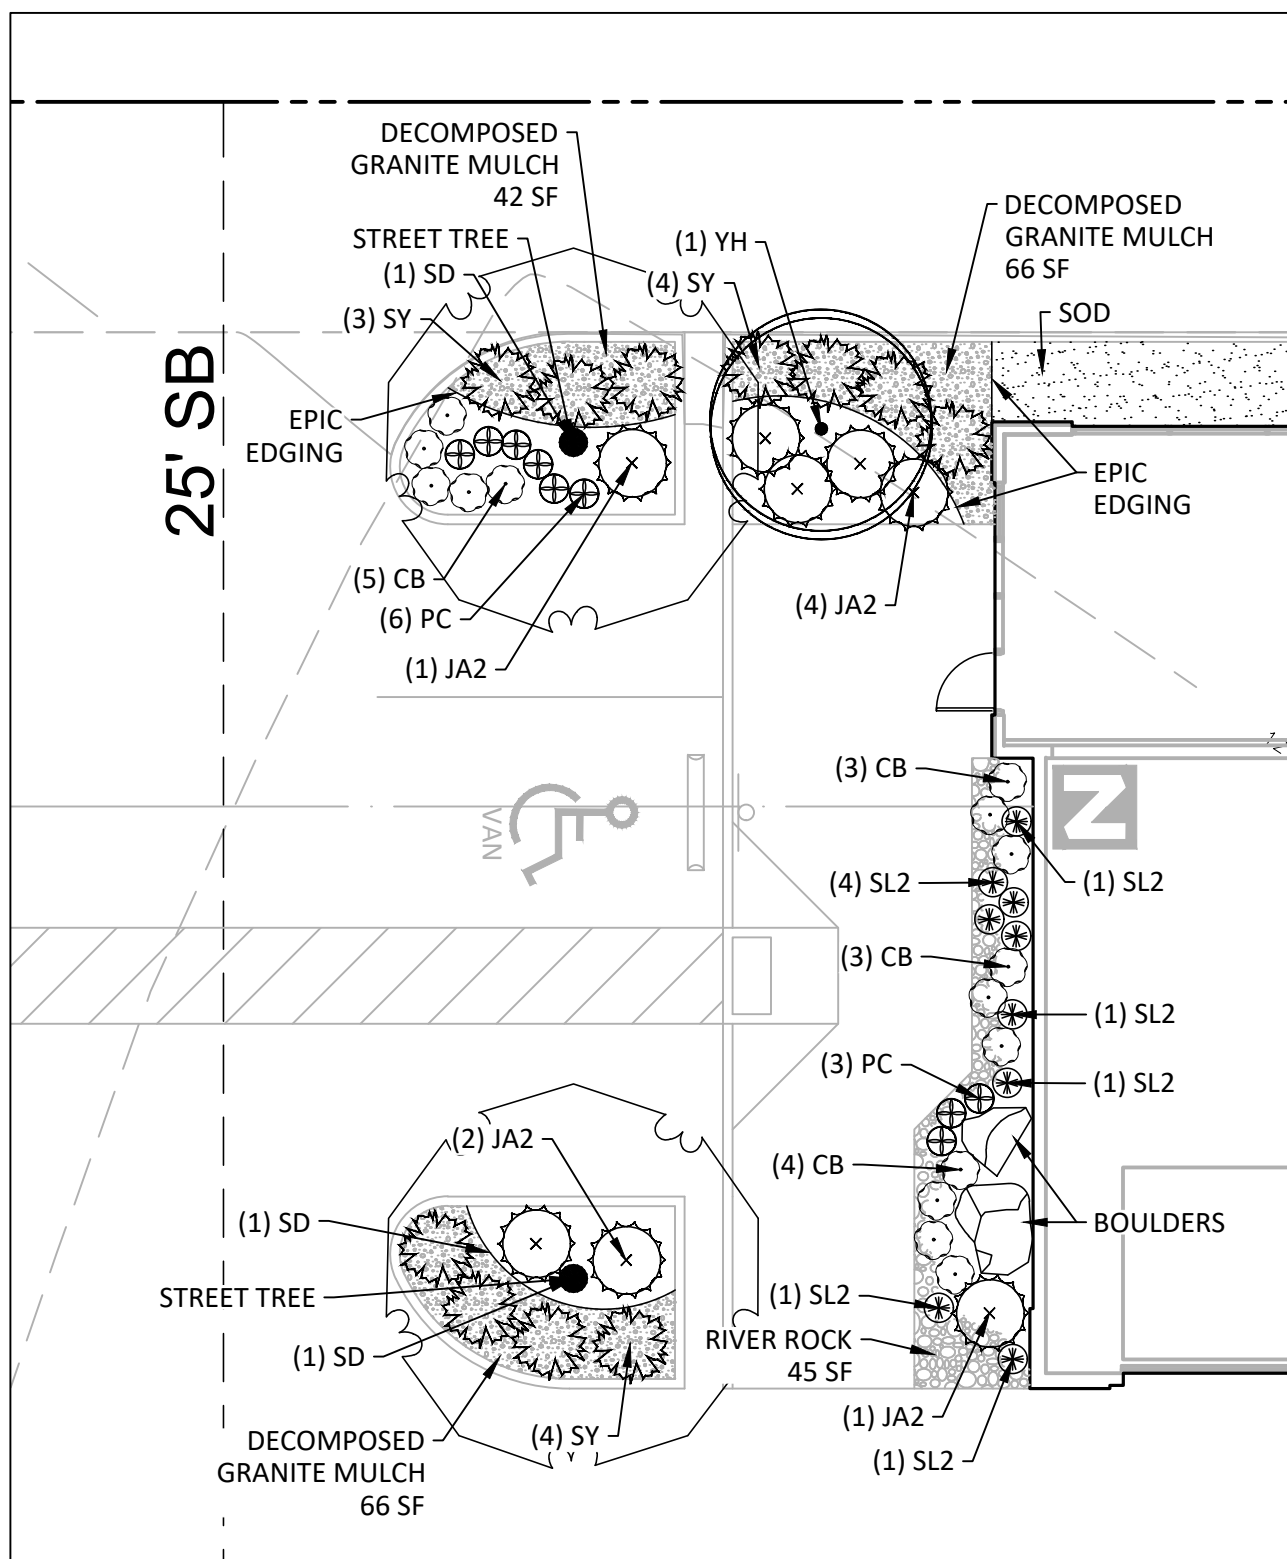 DECOMPOSED
GRANITE MULCH
42 SF
STREET TREE
(1) SD
(3) SY
(1) YH
(4) SY
DECOMPOSED
GRANITE MULCH
66 SF
SOD
25' SB
EPIC
EDGING
EPIC
EDGING
(5) CB
(6) PC
(1) JA2
(4) JA2
(3) CB
VAN
N
(4) SL2
(1) SL2
(3) CB
(1) SL2
(3) PC
(1) SL2
(2) JA2
(4) CB
(1) SD
BOULDERS
STREET TREE
(1) SL2
(1) SD
RIVER ROCK
45 SF
(1) JA2
DECOMPOSED
GRANITE MULCH
66 SF
(4) SY
(1) SL2